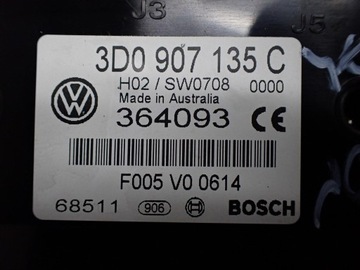 J3
J5
3D0 907 135 C
H02 / SW0708 0000
Made in Australia
364093 CE
F005 V0 0614
68511 906 BOSCH